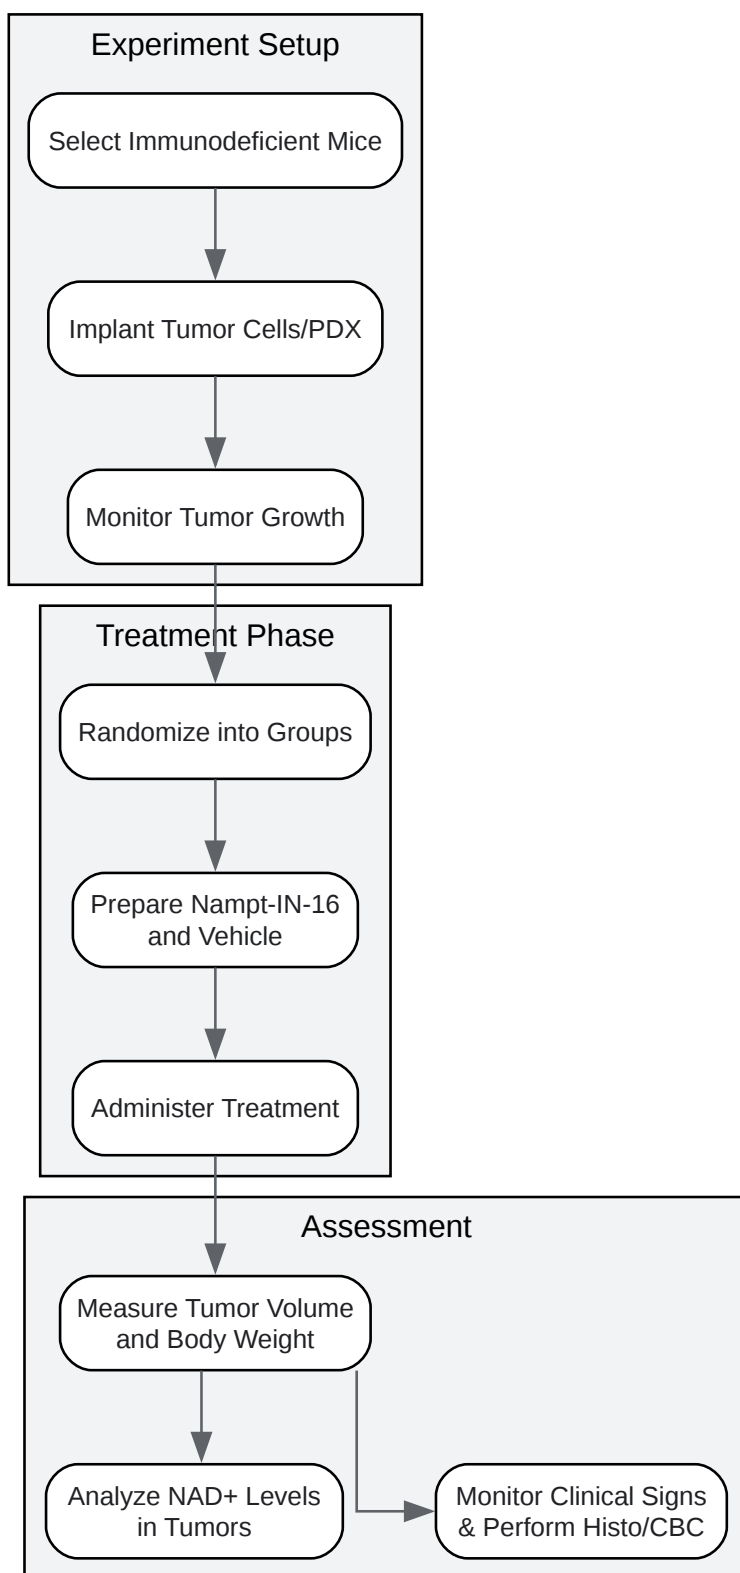 Experiment Setup
Select Immunodeficient Mice
Implant Tumor Cells/PDX
Monitor Tumor Growth
Treatment Phase
Randomize into Groups
Prepare Nampt-IN-16
and Vehicle
Administer Treatment
Assessment
Measure Tumor Volume
and Body Weight
Analyze NAD+ Levels
in Tumors
Monitor Clinical Signs
& Perform Histo/CBC